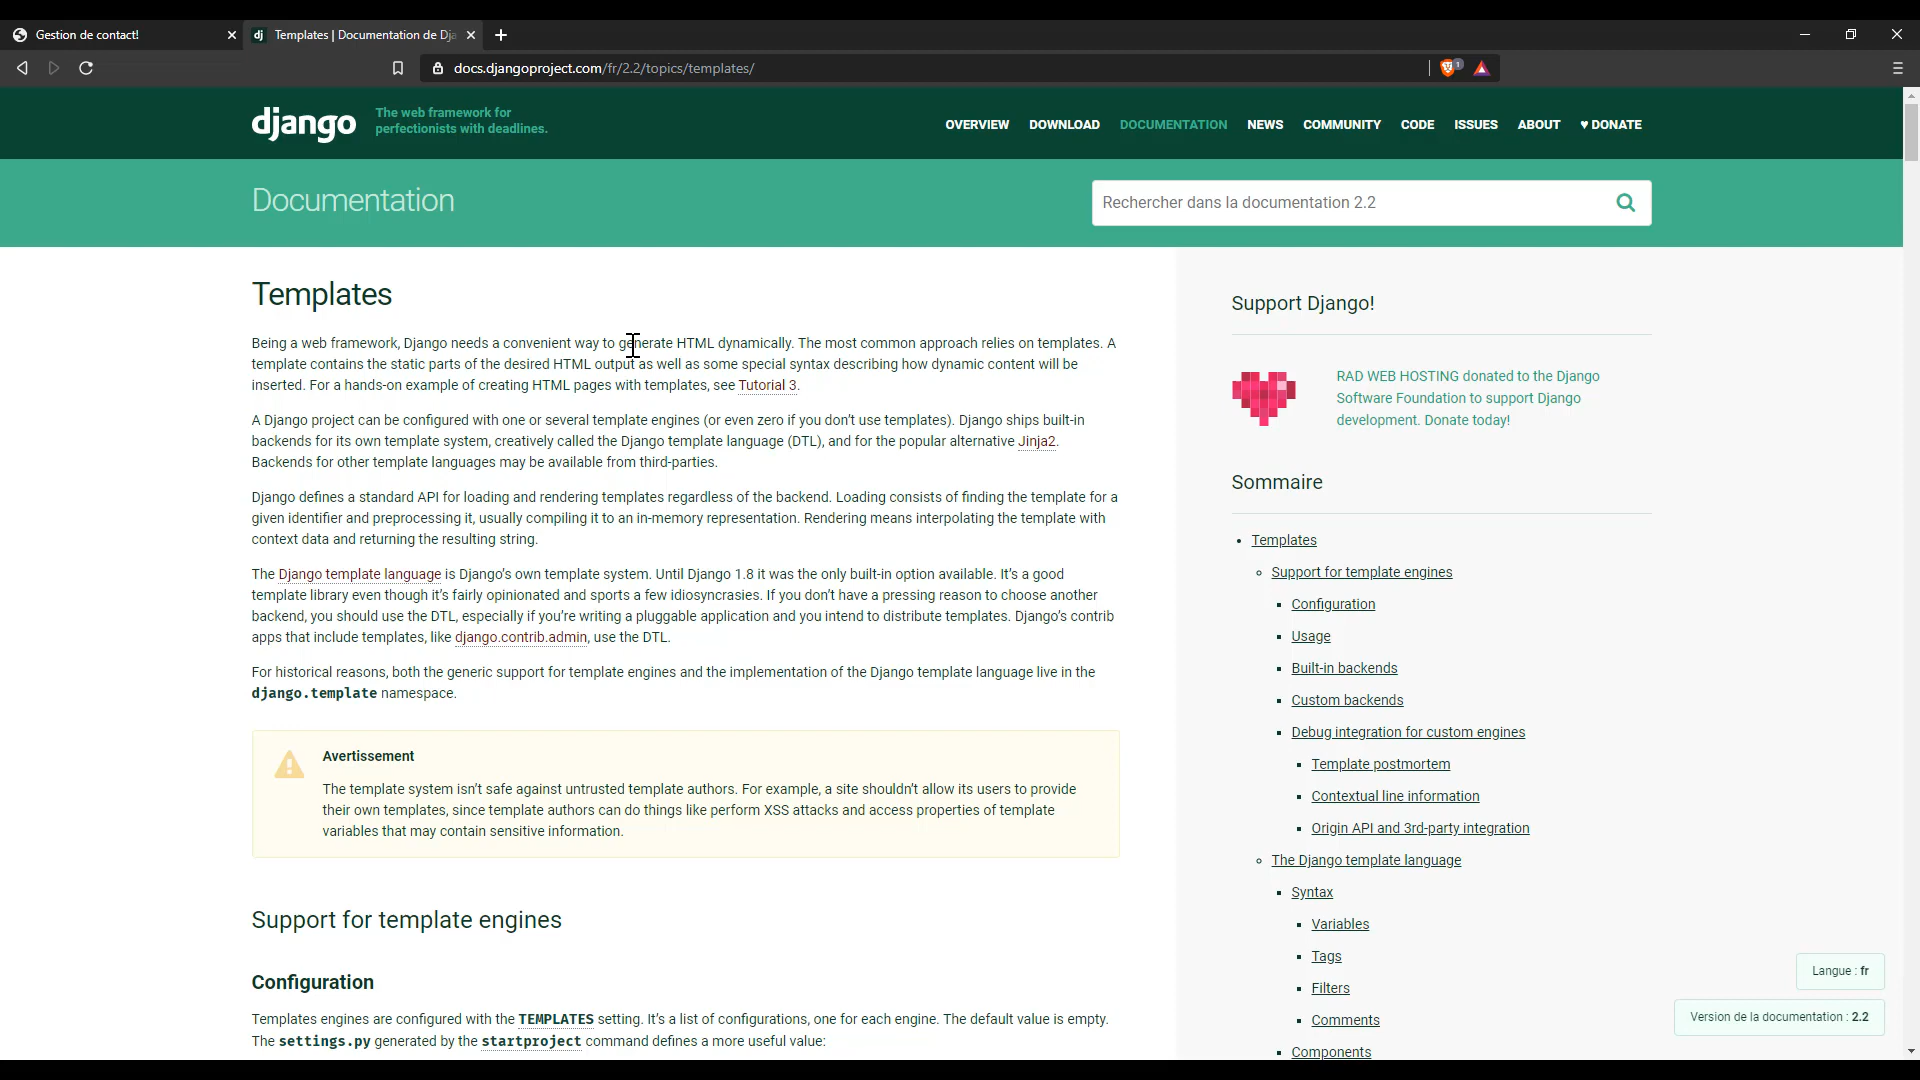 Gestion de contact!
Templates | Documentation de Dja
docs.djangoproject.com/fr/2.2/topics/templates/
1
django
The web framework for
perfectionists with deadlines.
OVERVIEW DOWNLOAD DOCUMENTATION NEWS COMMUNITY CODE ISSUES ABOUT ♥ DONATE
Documentation
Rechercher dans la documentation 2.2
Templates
Being a web framework, Django needs a convenient way to generate HTML dynamically. The most common approach relies on templates. A
template contains the static parts of the desired HTML output as well as some special syntax describing how dynamic content will be
inserted. For a hands-on example of creating HTML pages with templates, see Tutorial 3.
A Django project can be configured with one or several template engines (or even zero if you don’t use templates). Django ships built-in
backends for its own template system, creatively called the Django template language (DTL), and for the popular alternative Jinja2.
Backends for other template languages may be available from third-parties.
Django defines a standard API for loading and rendering templates regardless of the backend. Loading consists of finding the template for a
given identifier and preprocessing it, usually compiling it to an in-memory representation. Rendering means interpolating the template with
context data and returning the resulting string.
The Django template language is Django’s own template system. Until Django 1.8 it was the only built-in option available. It’s a good
template library even though it’s fairly opinionated and sports a few idiosyncrasies. If you don’t have a pressing reason to choose another
backend, you should use the DTL, especially if you’re writing a pluggable application and you intend to distribute templates. Django’s contrib
apps that include templates, like django.contrib.admin, use the DTL.
For historical reasons, both the generic support for template engines and the implementation of the Django template language live in the
django.template namespace.
Avertissement
The template system isn’t safe against untrusted template authors. For example, a site shouldn’t allow its users to provide
their own templates, since template authors can do things like perform XSS attacks and access properties of template
variables that may contain sensitive information.
Support for template engines
Configuration
Templates engines are configured with the TEMPLATES setting. It’s a list of configurations, one for each engine. The default value is empty.
The settings.py generated by the startproject command defines a more useful value:
Support Django!
RAD WEB HOSTING donated to the Django
Software Foundation to support Django
development. Donate today!
Sommaire
Templates
Support for template engines
Configuration
Usage
Built-in backends
Custom backends
Debug integration for custom engines
Template postmortem
Contextual line information
Origin API and 3rd-party integration
The Django template language
Syntax
Variables
Tags
Filters
Comments
Components
Langue : fr
Version de la documentation : 2.2